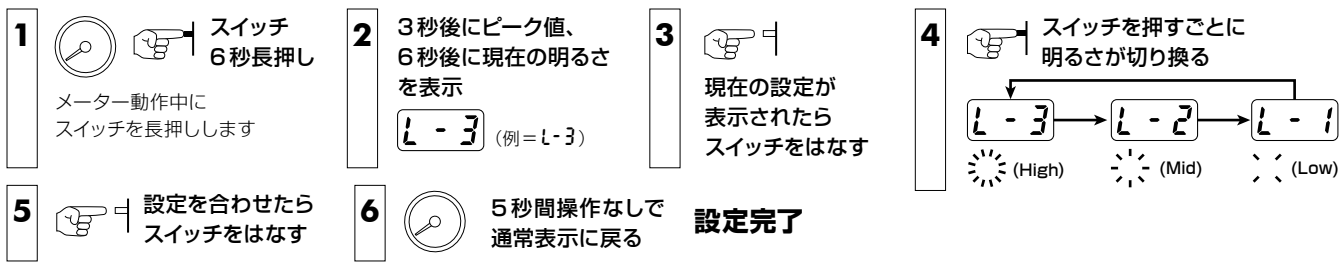 1
スイッチ
6秒長押し
メーター動作中に
スイッチを長押しします
2
3秒後にピーク値、
6秒後に現在の明るさ
を表示
L - 3 (例=L-3)
3
現在の設定が
表示されたら
スイッチをはなす
4
スイッチを押すごとに
明るさが切り換る
L - 3 L - 2 L - 1
(High) (Mid) (Low)
5
設定を合わせたら
スイッチをはなす
6
5秒間操作なしで
通常表示に戻る
設定完了